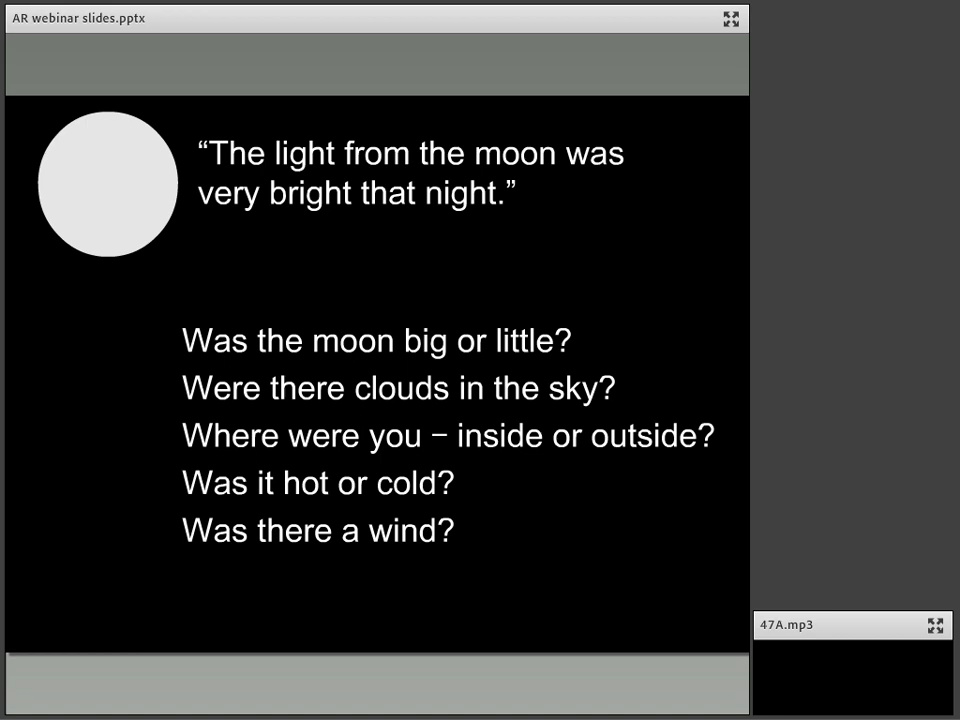 AR webinar slides.pptx
“The light from the moon was
very bright that night.”
Was the moon big or little?
Were there clouds in the sky?
Where were you – inside or outside?
Was it hot or cold?
Was there a wind?
47A.mp3